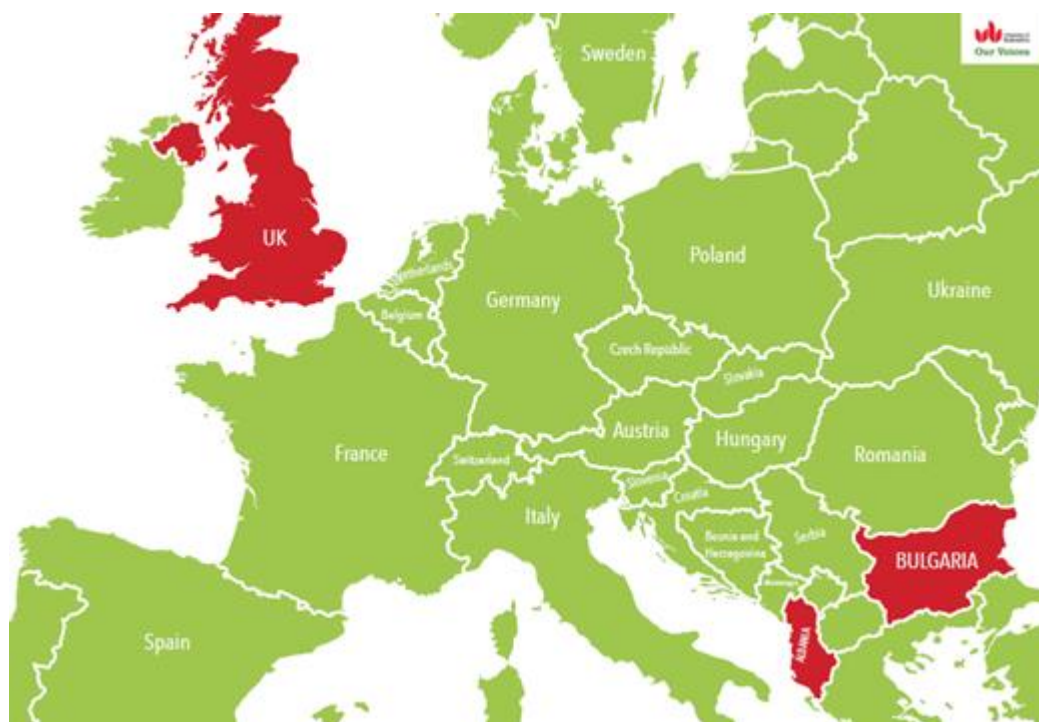 Sweden
Our Voices
UK
Netherlands
Belgium
Germany
Poland
Ukraine
Czech Republic
Slovakia
France
Switzerland
Austria
Hungary
Romania
Slovenia
Croatia
Italy
Bosnia and
Herzegovina
Serbia
BULGARIA
ALBANIA
Spain